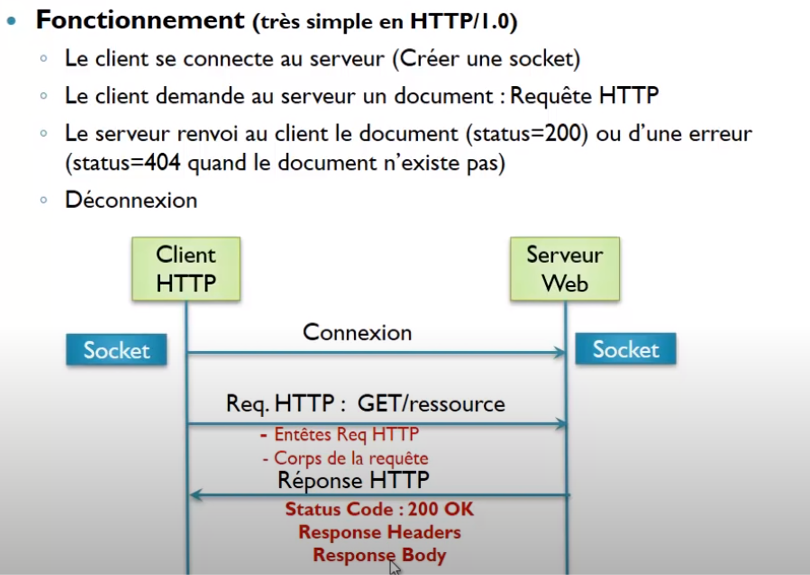 Fonctionnement (très simple en HTTP/1.0)
Le client se connecte au serveur (Créer une socket)
Le client demande au serveur un document : Requête HTTP
Le serveur renvoi au client le document (status=200) ou d'une erreur
(status=404 quand le document n'existe pas)
Déconnexion
Client
HTTP
Serveur
Web
Connexion
Socket
Socket
Req. HTTP : GET/ressource
- Entêtes Req HTTP
- Corps de la requête
Réponse HTTP
Status Code : 200 OK
Response Headers
Response Body